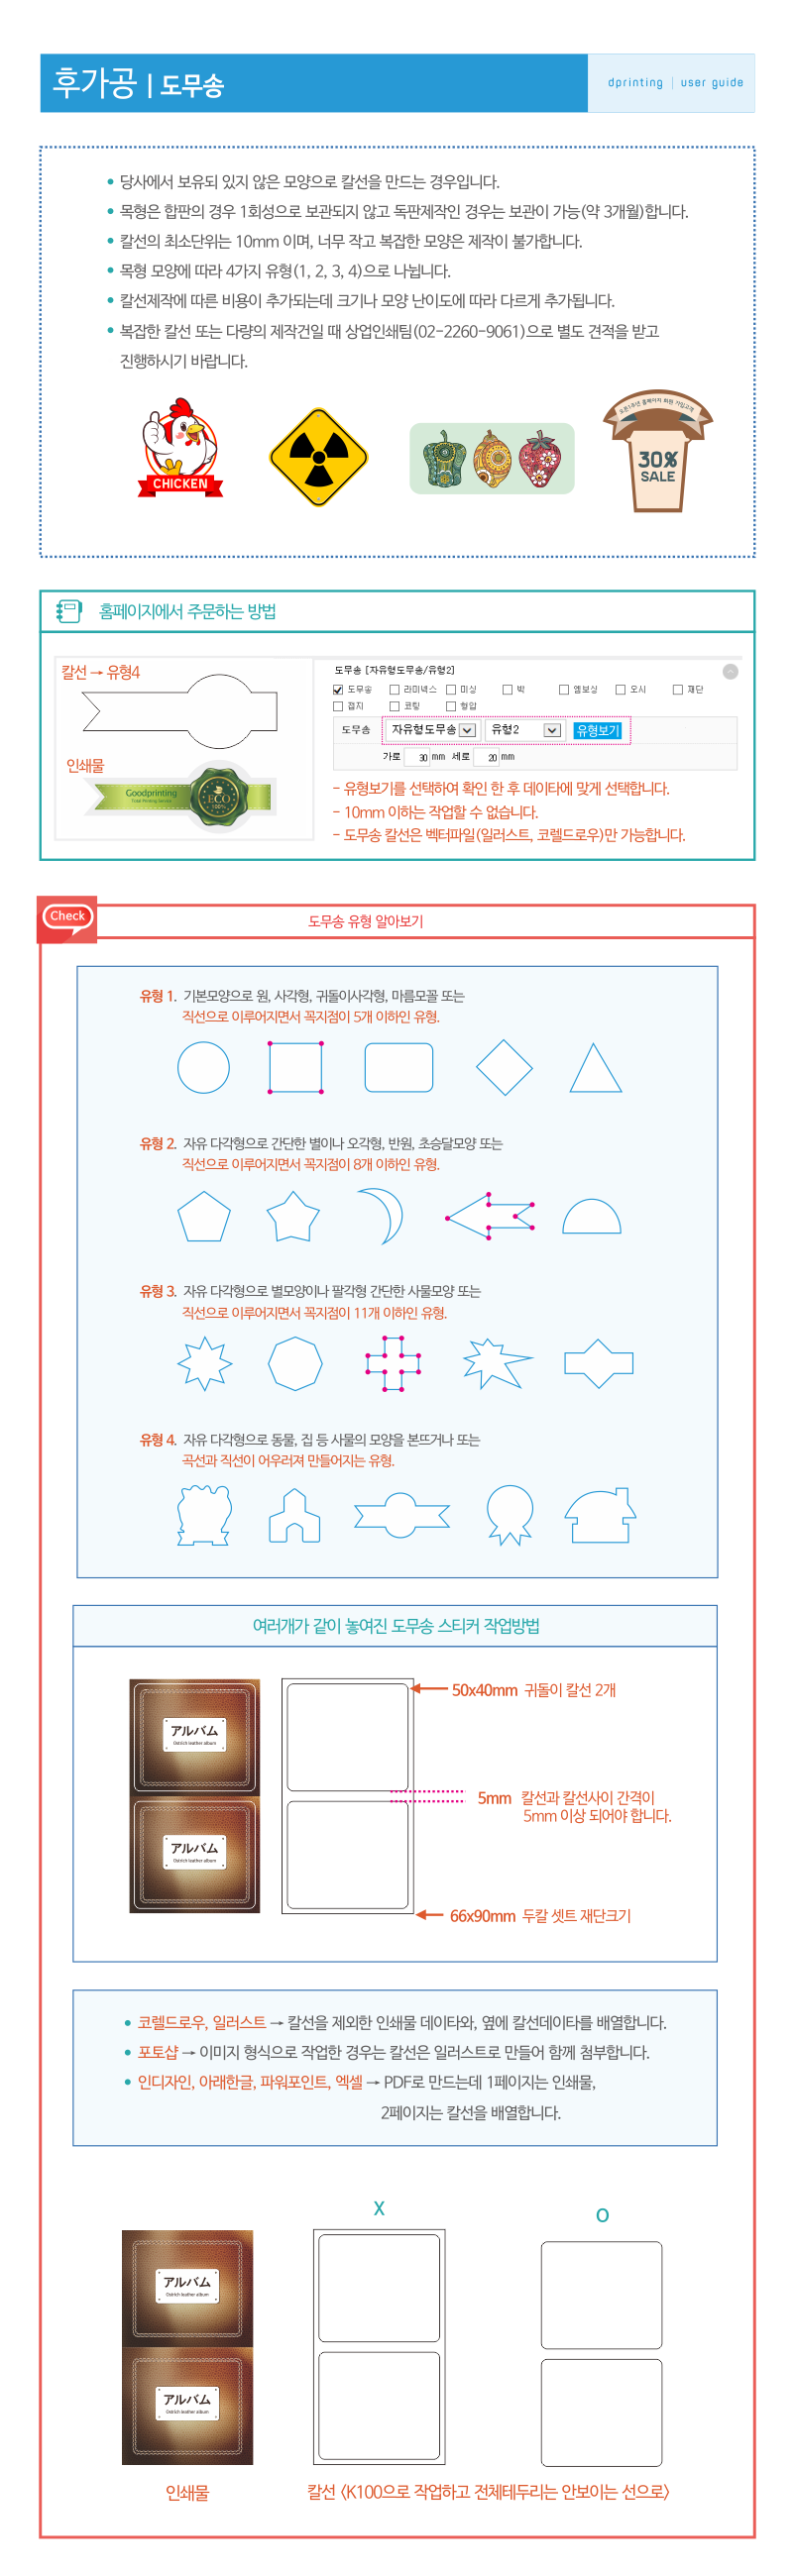 후가공 | 도무송
dprinting | user guide
• 당사에서 보유되 있지 않은 모양으로 칼선을 만드는 경우입니다.
• 목형은 합판의 경우 1회성으로 보관되지 않고 독판제작인 경우는 보관이 가능(약 3개월)합니다.
• 칼선의 최소단위는 10mm 이며, 너무 작고 복잡한 모양은 제작이 불가합니다.
• 목형 모양에 따라 4가지 유형(1, 2, 3, 4)으로 나뉩니다.
• 칼선제작에 따른 비용이 추가되는데 크기나 모양 난이도에 따라 다르게 추가됩니다.
• 복잡한 칼선 또는 다량의 제작건일 때 상업인쇄팀(02-2260-9061)으로 별도 견적을 받고
진행하시기 바랍니다.
CHICKEN
오픈1주년 홈페이지 회원 가입고객
30%
SALE
홈페이지에서 주문하는 방법
칼선 → 유형4
인쇄물
Goodprinting
Total Printing Service
ECO
100%
도무송 [자유형도무송/유형2]
도무송 라미넥스 미싱 박 엠보싱 오시 재단
접지 코팅 형압
도무송 자유형도무송 유형2 유형보기
가로 30 mm 세로 20 mm
- 유형보기를 선택하여 확인 한 후 데이타에 맞게 선택합니다.
- 10mm 이하는 작업할 수 없습니다.
- 도무송 칼선은 벡터파일(일러스트, 코렐드로우)만 가능합니다.
Check
도무송 유형 알아보기
유형 1. 기본모양으로 원, 사각형, 귀돌이사각형, 마름모꼴 또는
직선으로 이루어지면서 꼭지점이 5개 이하인 유형.
유형 2. 자유 다각형으로 간단한 별이나 오각형, 반원, 초승달모양 또는
직선으로 이루어지면서 꼭지점이 8개 이하인 유형.
유형 3. 자유 다각형으로 별모양이나 팔각형 간단한 사물모양 또는
직선으로 이루어지면서 꼭지점이 11개 이하인 유형.
유형 4. 자유 다각형으로 동물, 집 등 사물의 모양을 본뜨거나 또는
곡선과 직선이 어우러져 만들어지는 유형.
여러개가 같이 놓여진 도무송 스티커 작업방법
アルバム
Ostrich leather album
アルバム
Ostrich leather album
50x40mm 귀돌이 칼선 2개
5mm 칼선과 칼선사이 간격이
5mm 이상 되어야 합니다.
66x90mm 두칼 셋트 재단크기
• 코렐드로우, 일러스트 → 칼선을 제외한 인쇄물 데이타와, 옆에 칼선데이타를 배열합니다.
• 포토샵 → 이미지 형식으로 작업한 경우는 칼선은 일러스트로 만들어 함께 첨부합니다.
• 인디자인, 아래한글, 파워포인트, 엑셀 → PDF로 만드는데 1페이지는 인쇄물,
2페이지는 칼선을 배열합니다.
X
O
アルバム
Ostrich leather album
アルバム
Ostrich leather album
인쇄물
칼선 <K100으로 작업하고 전체테두리는 안보이는 선으로>